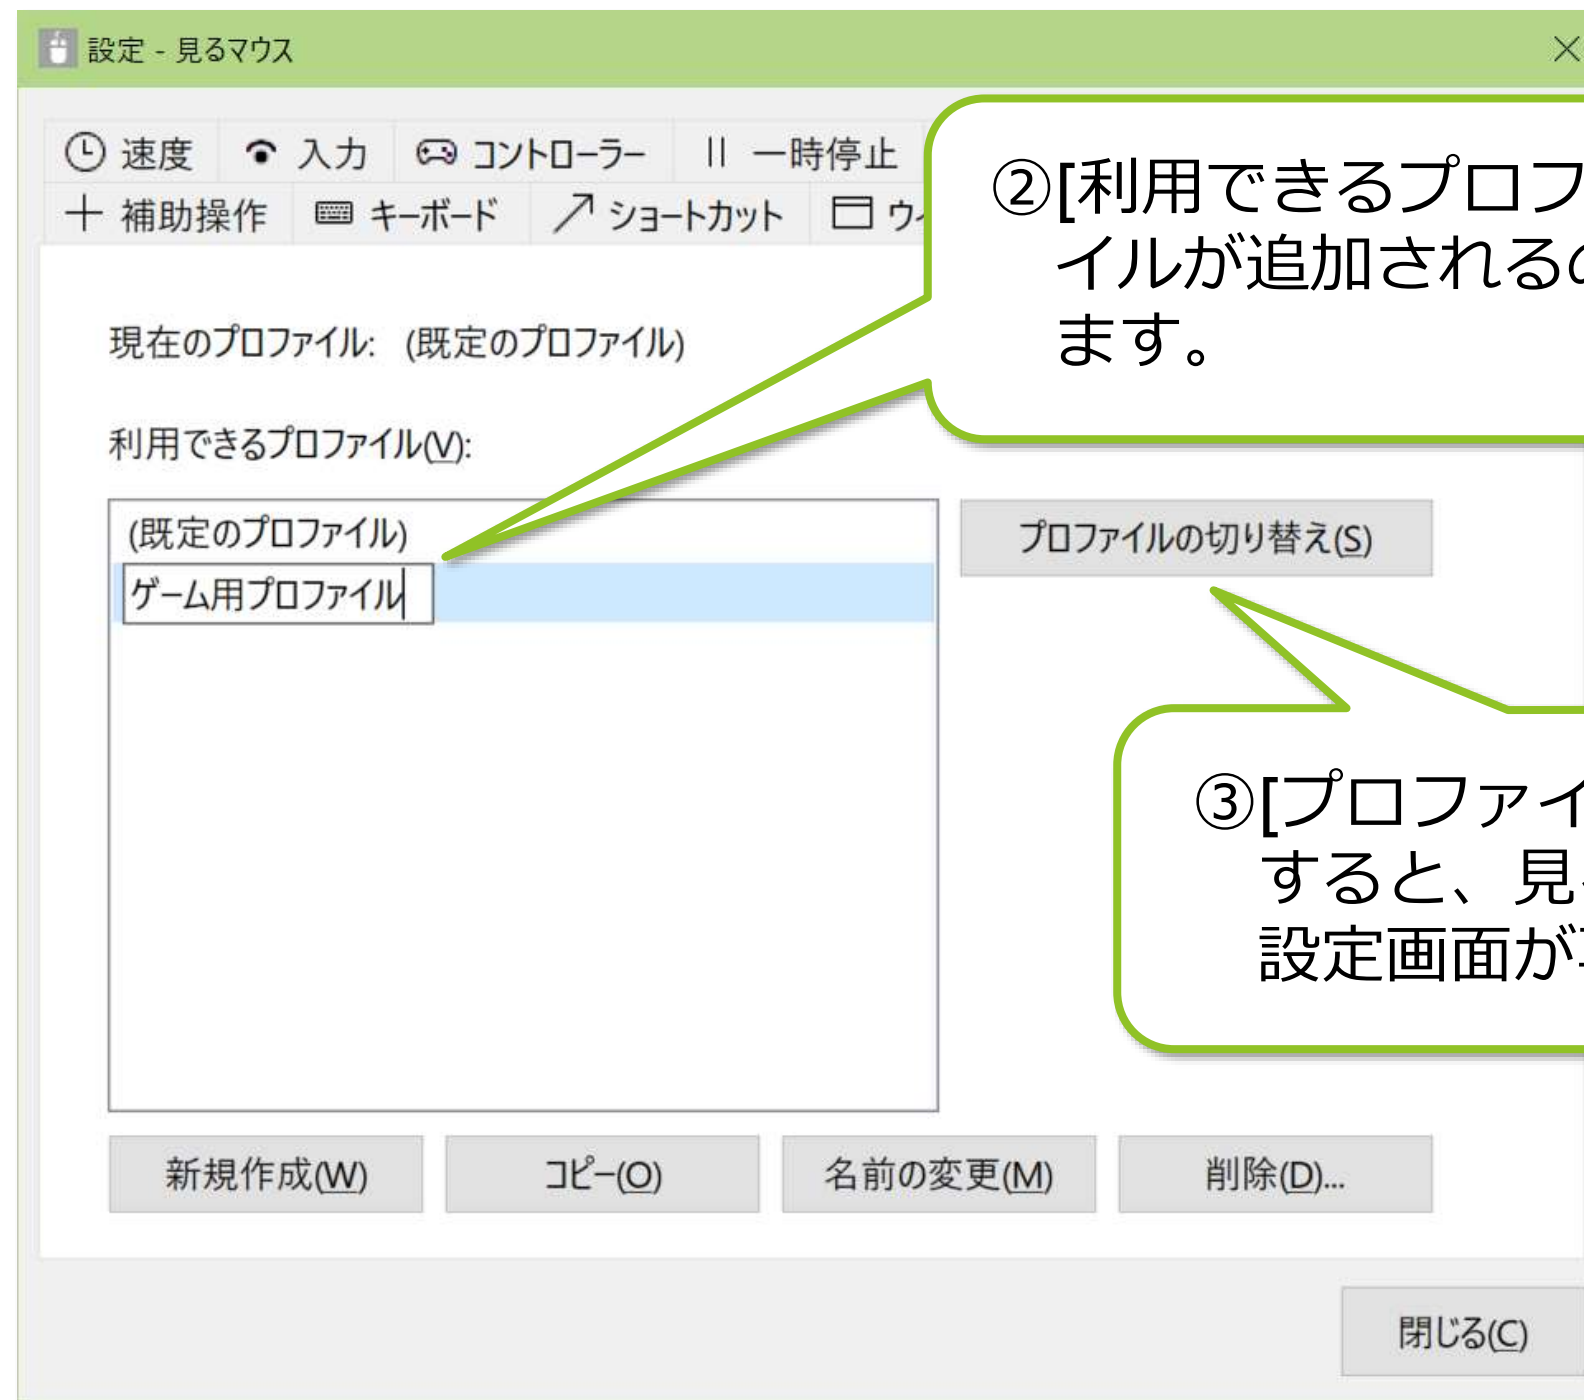 設定 - 見るマウス
速度 入力 コントローラー 一時停止
補助操作 キーボード ショートカット
②[利用できるプロフ
イルが追加されるの
ます。
現在のプロファイル: (既定のプロファイル)
利用できるプロファイル(V):
(既定のプロファイル)
ゲーム用プロファイル
プロファイルの切り替え(S)
③[プロファイ
すると、見
設定画面が
新規作成(W) コピー(O) 名前の変更(M) 削除(D)...
閉じる(C)